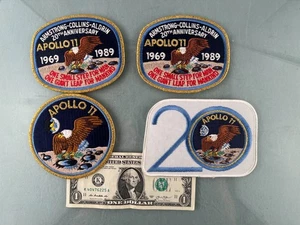 ARMSTRONG-COLLINS-ALDRIN
20TH ANNIVERSARY
APOLLO 11
1969 1989
ONE SMALL STEP FOR MAN
ONE GIANT LEAP FOR MANKIND
ARMSTRONG-COLLINS-ALDRIN
20TH ANNIVERSARY
APOLLO 11
1969 1989
ONE SMALL STEP FOR MAN
ONE GIANT LEAP FOR MANKIND
APOLLO 11
20
APOLLO 11
ONE DOLLAR